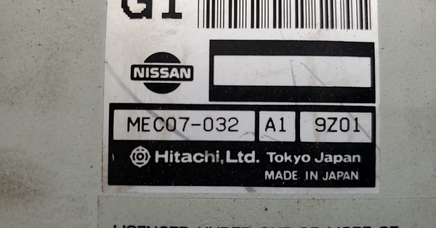 G1
NISSAN
MEC07-032 A1 9Z01
Hitachi, Ltd. Tokyo Japan
MADE IN JAPAN